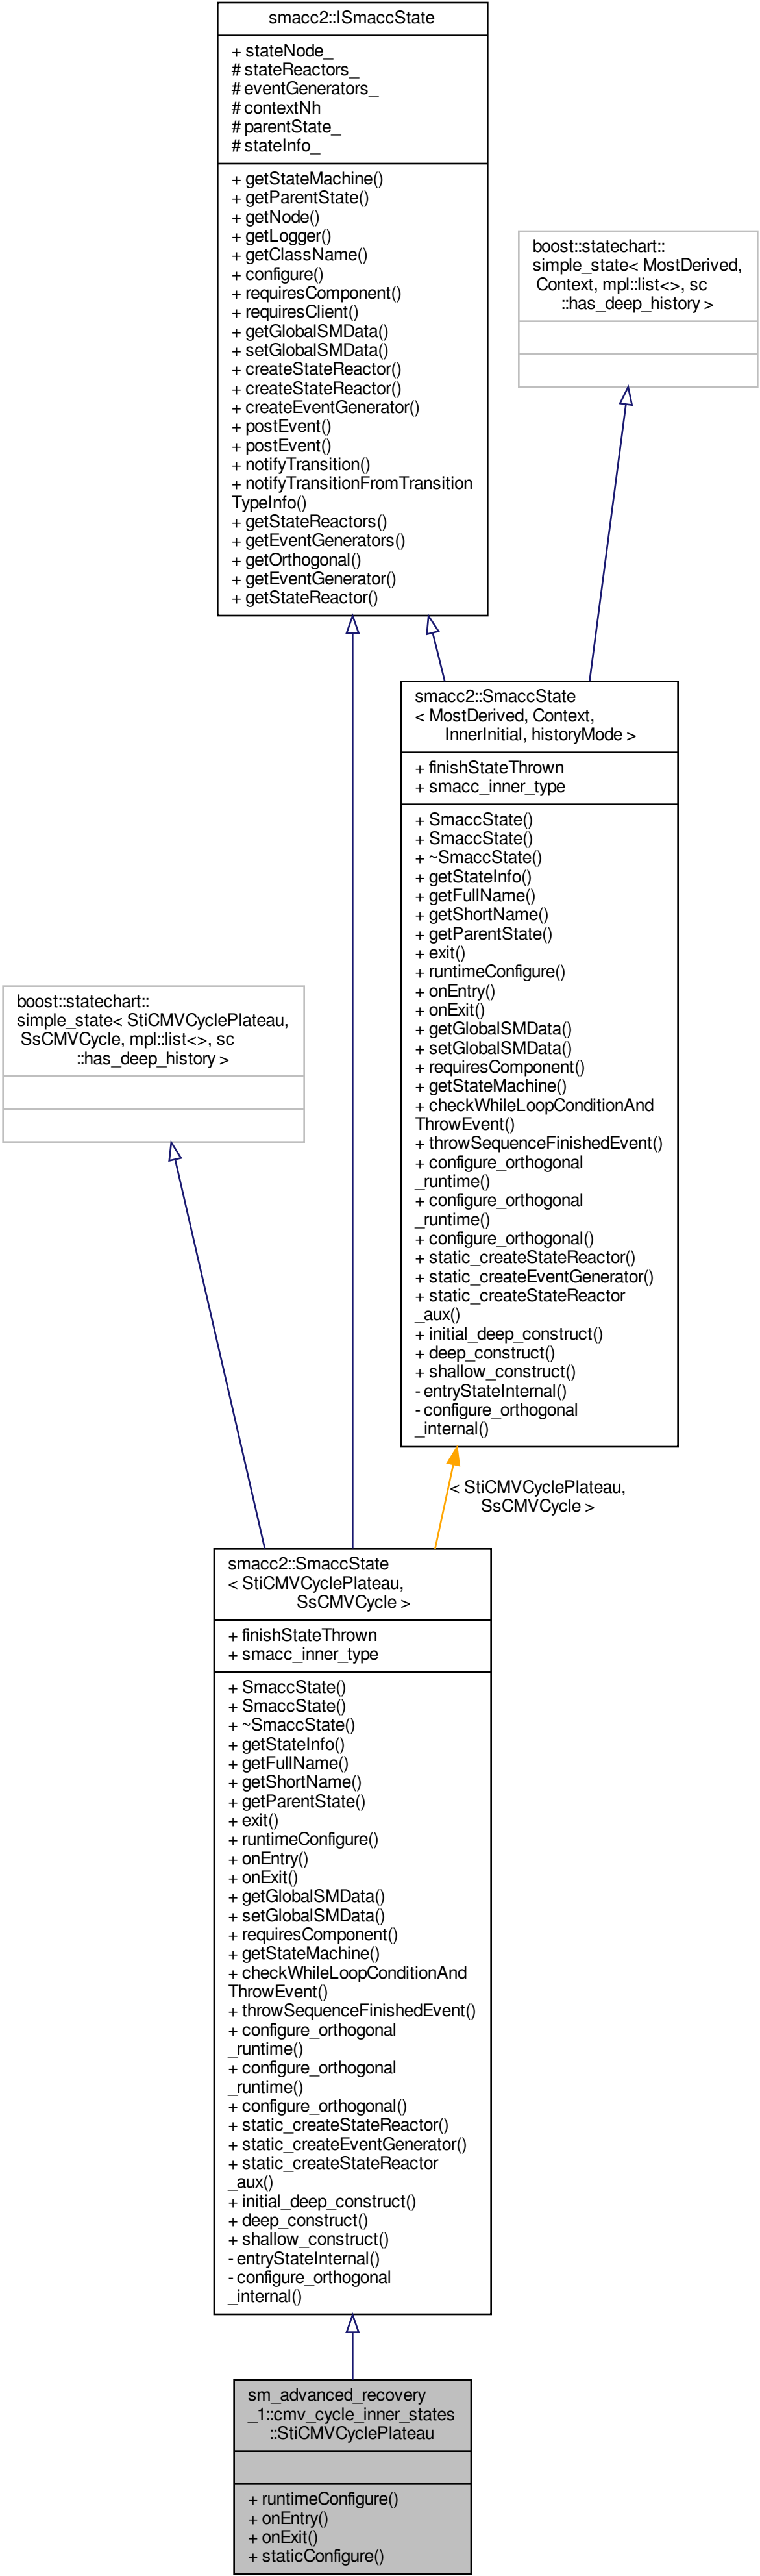 smacc2::ISmaccState
+ stateNode_
# stateReactors_
# eventGenerators_
# contextNh
# parentState_
# stateInfo_
+ getStateMachine()
+ getParentState()
+ getNode()
+ getLogger()
+ getClassName()
+ configure()
+ requiresComponent()
+ requiresClient()
+ getGlobalSMData()
+ setGlobalSMData()
+ createStateReactor()
+ createStateReactor()
+ createEventGenerator()
+ postEvent()
+ postEvent()
+ notifyTransition()
+ notifyTransitionFromTransition
TypeInfo()
+ getStateReactors()
+ getEventGenerators()
+ getOrthogonal()
+ getEventGenerator()
+ getStateReactor()
boost::statechart::
simple_state< MostDerived,
Context, mpl::list<>, sc
::has_deep_history >
smacc2::SmaccState
< MostDerived, Context,
InnerInitial, historyMode >
+ finishStateThrown
+ smacc_inner_type
+ SmaccState()
+ SmaccState()
+ ~SmaccState()
+ getStateInfo()
+ getFullName()
+ getShortName()
+ getParentState()
+ exit()
+ runtimeConfigure()
+ onEntry()
+ onExit()
+ getGlobalSMData()
+ setGlobalSMData()
+ requiresComponent()
+ getStateMachine()
+ checkWhileLoopConditionAnd
ThrowEvent()
+ throwSequenceFinishedEvent()
+ configure_orthogonal
_runtime()
+ configure_orthogonal
_runtime()
+ configure_orthogonal()
+ static_createStateReactor()
+ static_createEventGenerator()
+ static_createStateReactor
_aux()
+ initial_deep_construct()
+ deep_construct()
+ shallow_construct()
- entryStateInternal()
- configure_orthogonal
_internal()
boost::statechart::
simple_state< StiCMVCyclePlateau,
SsCMVCycle, mpl::list<>, sc
::has_deep_history >
< StiCMVCyclePlateau,
SsCMVCycle >
smacc2::SmaccState
< StiCMVCyclePlateau,
SsCMVCycle >
+ finishStateThrown
+ smacc_inner_type
+ SmaccState()
+ SmaccState()
+ ~SmaccState()
+ getStateInfo()
+ getFullName()
+ getShortName()
+ getParentState()
+ exit()
+ runtimeConfigure()
+ onEntry()
+ onExit()
+ getGlobalSMData()
+ setGlobalSMData()
+ requiresComponent()
+ getStateMachine()
+ checkWhileLoopConditionAnd
ThrowEvent()
+ throwSequenceFinishedEvent()
+ configure_orthogonal
_runtime()
+ configure_orthogonal
_runtime()
+ configure_orthogonal()
+ static_createStateReactor()
+ static_createEventGenerator()
+ static_createStateReactor
_aux()
+ initial_deep_construct()
+ deep_construct()
+ shallow_construct()
- entryStateInternal()
- configure_orthogonal
_internal()
sm_advanced_recovery
_1::cmv_cycle_inner_states
::StiCMVCyclePlateau
+ runtimeConfigure()
+ onEntry()
+ onExit()
+ staticConfigure()